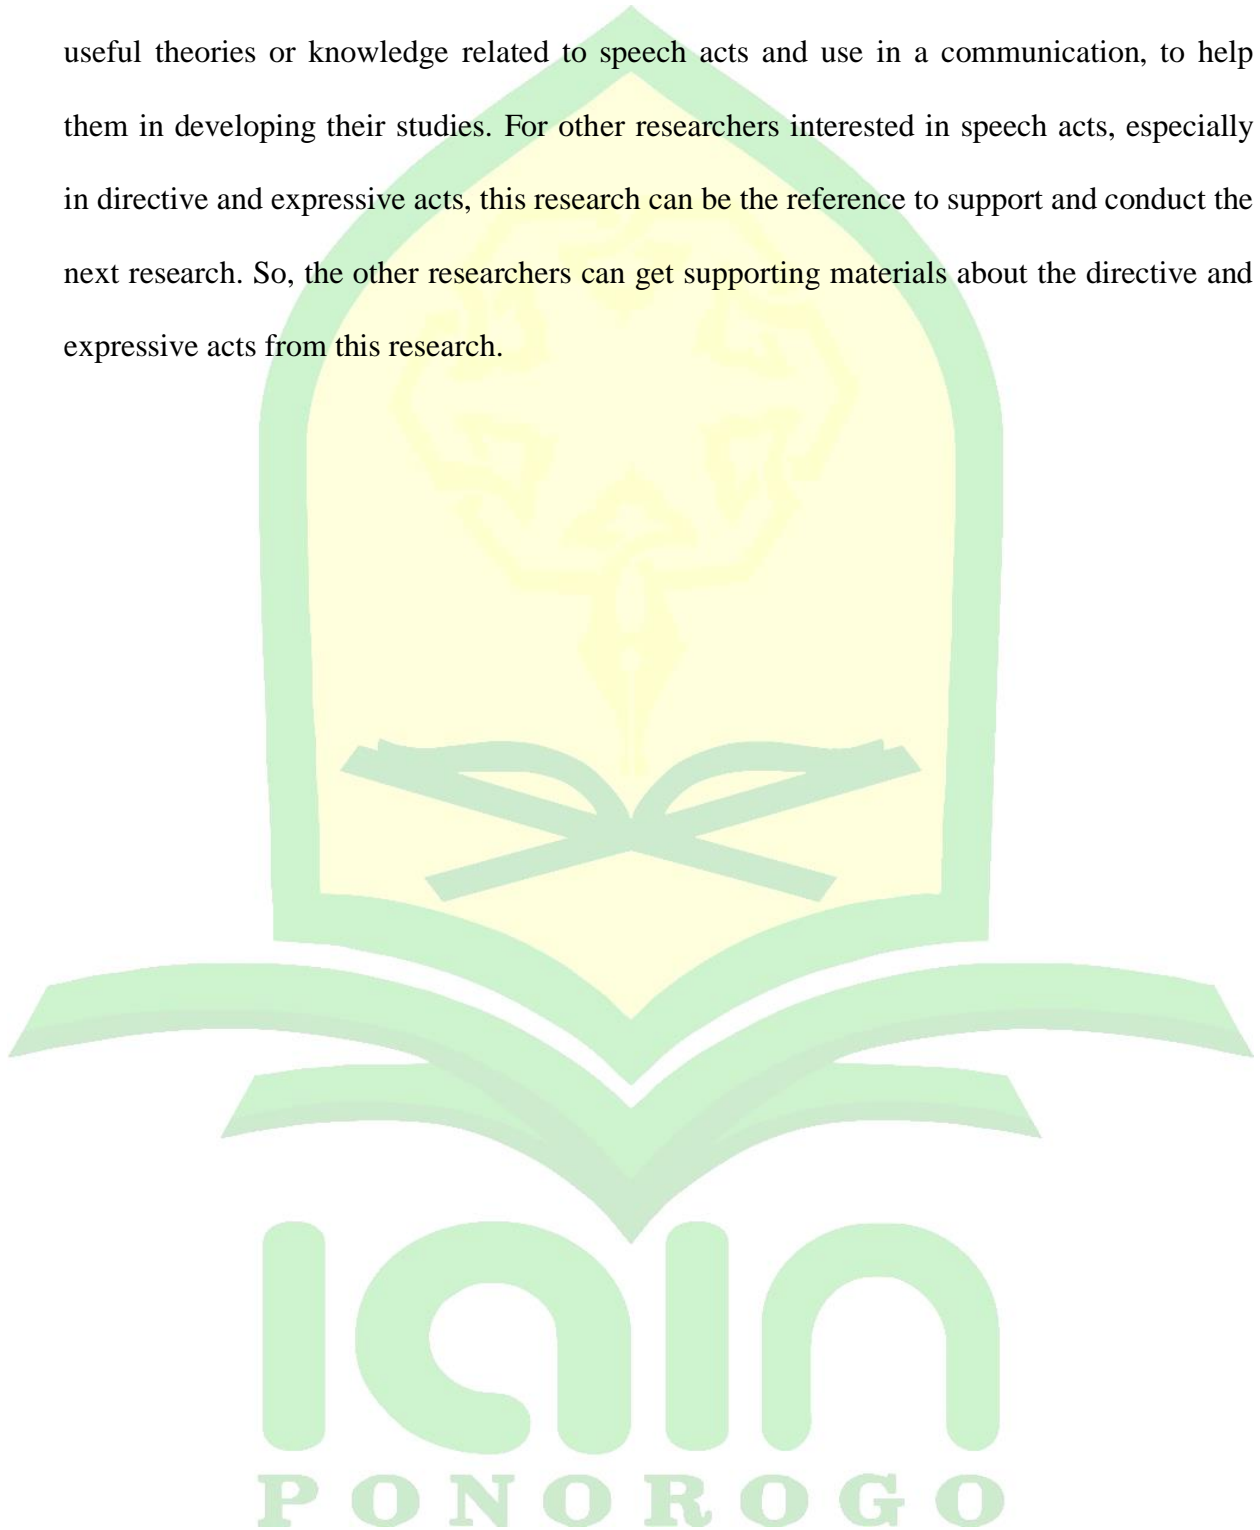 useful theories or knowledge related to speech acts and use in a communication, to help
them in developing their studies. For other researchers interested in speech acts, especially
in directive and expressive acts, this research can be the reference to support and conduct the
next research. So, the other researchers can get supporting materials about the directive and
expressive acts from this research.
iain
PONOROGO